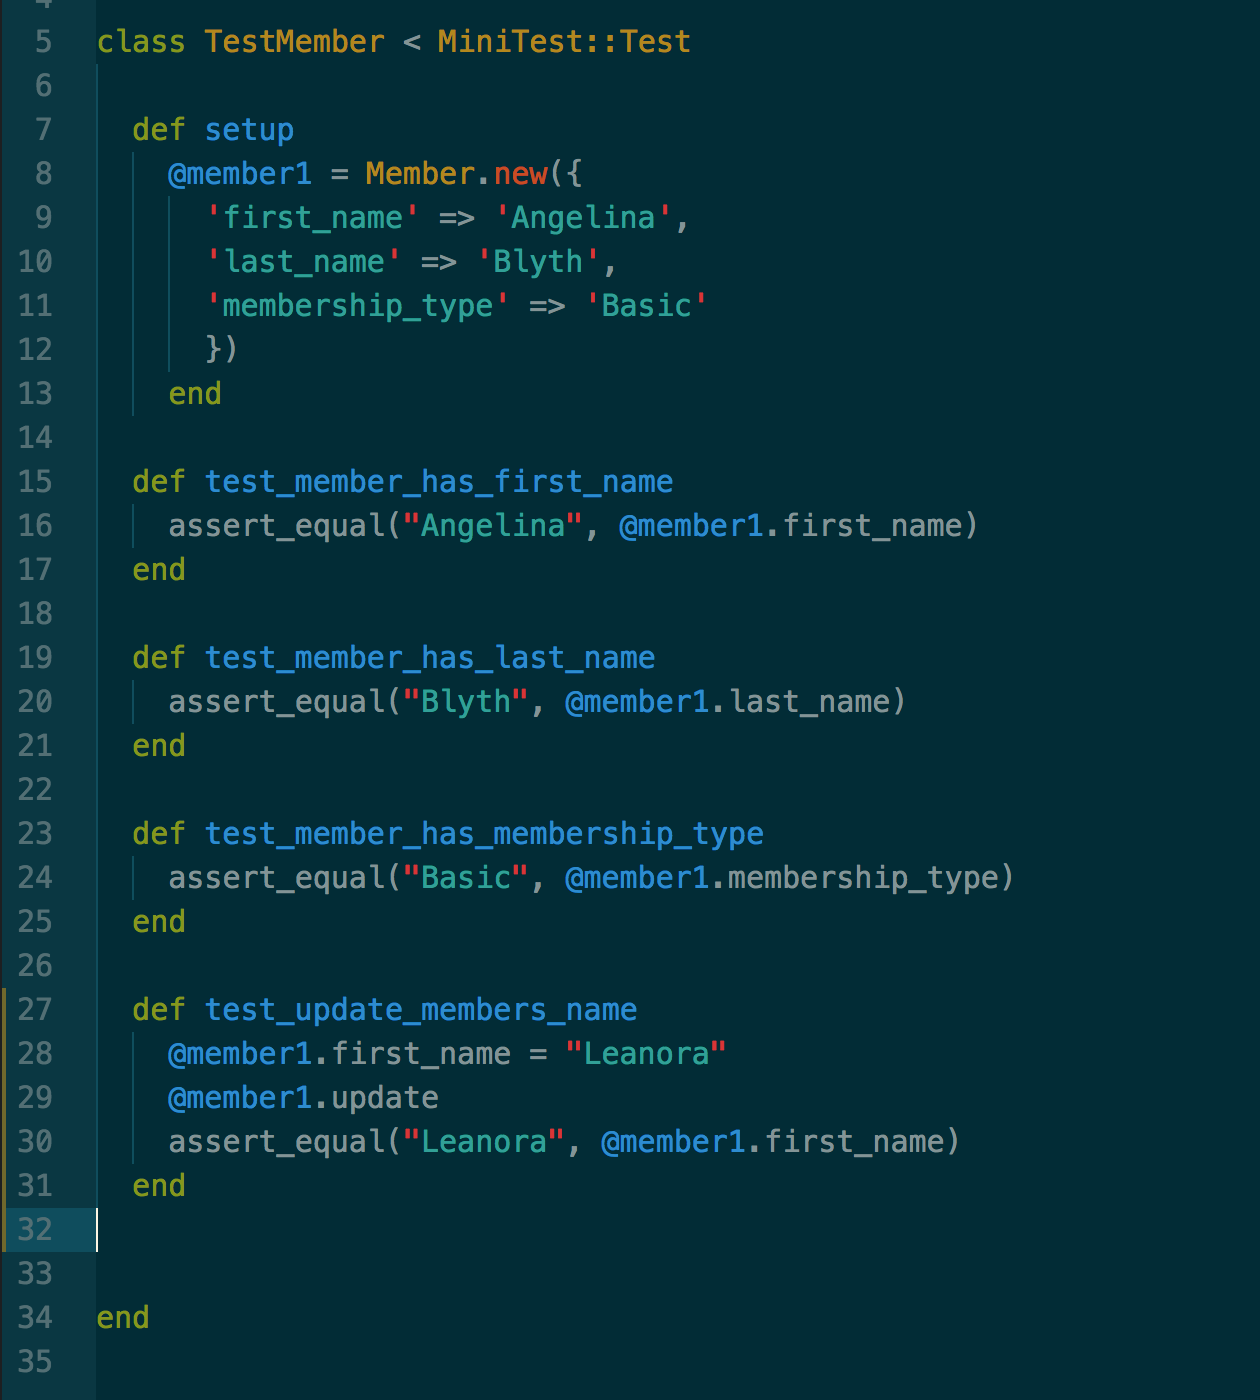 4
5 class TestMember < MiniTest::Test
6
7   def setup
8     @member1 = Member.new({
9       'first_name' => 'Angelina',
10       'last_name' => 'Blyth',
11       'membership_type' => 'Basic'
12       })
13     end
14
15   def test_member_has_first_name
16     assert_equal("Angelina", @member1.first_name)
17   end
18
19   def test_member_has_last_name
20     assert_equal("Blyth", @member1.last_name)
21   end
22
23   def test_member_has_membership_type
24     assert_equal("Basic", @member1.membership_type)
25   end
26
27   def test_update_members_name
28     @member1.first_name = "Leanora"
29     @member1.update
30     assert_equal("Leanora", @member1.first_name)
31   end
32
33
34 end
35